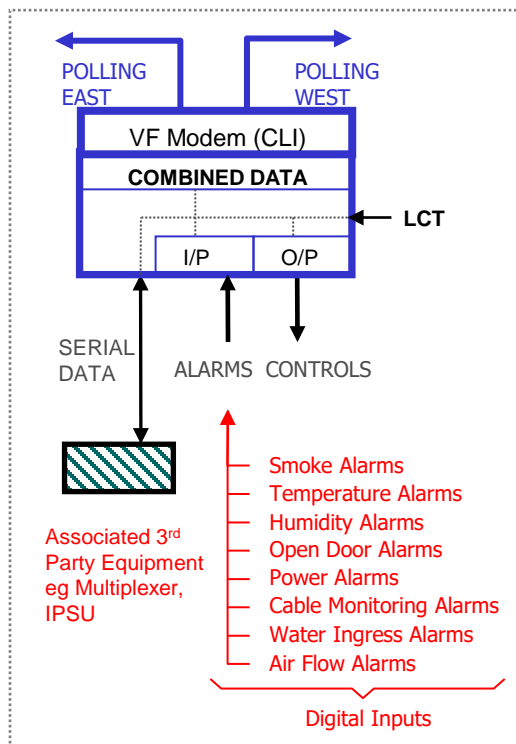 POLLING
EAST
POLLING
WEST
VF Modem (CLI)
COMBINED DATA
LCT
I/P
O/P
SERIAL
DATA
ALARMS
CONTROLS
Smoke Alarms
Temperature Alarms
Humidity Alarms
Open Door Alarms
Power Alarms
Cable Monitoring Alarms
Water Ingress Alarms
Air Flow Alarms
Associated 3rd
Party Equipment
eg Multiplexer,
IPSU
Digital Inputs